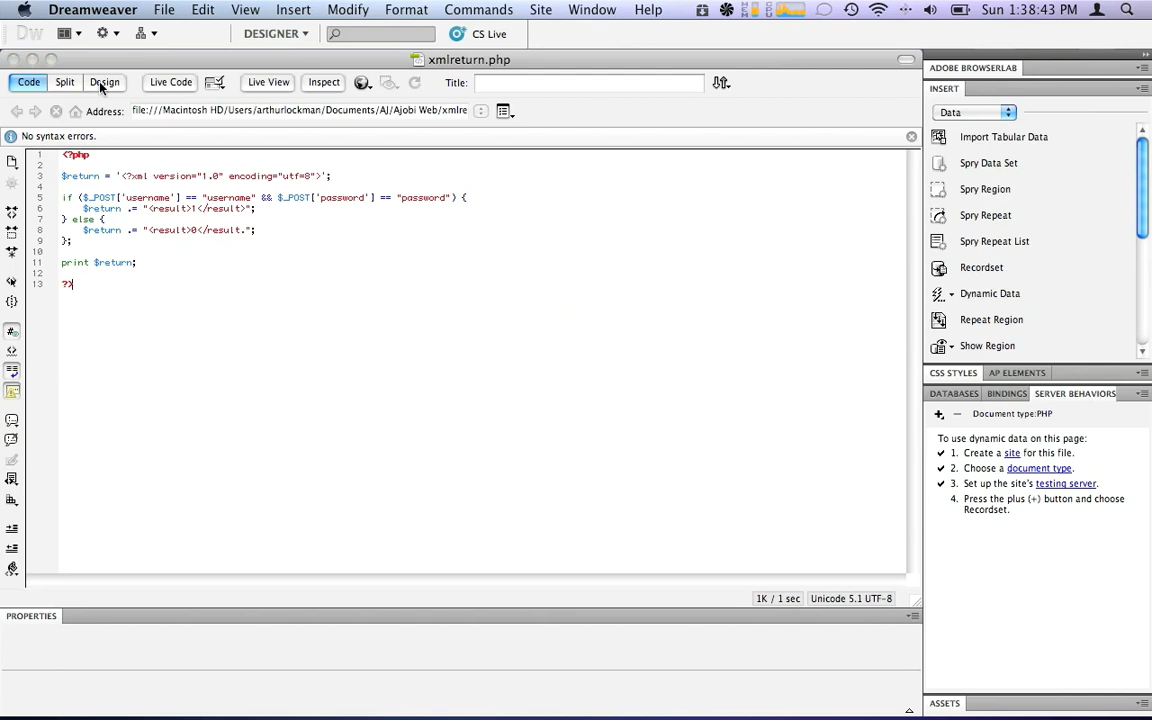 Dreamweaver File Edit View Insert Modify Format Commands Site Window Help Sun 1:38:43 PM
Dw DESIGNER CS Live
xmlreturn.php
Code Split Design Live Code Live View Inspect Title:
Address: file:///Macintosh HD/Users/arthurlockman/Documents/AJ/Ajobi Web/xmlre
No syntax errors.
1 <?php
2
3 $return = '<?xml version="1.0" encoding="utf=8">';
4
5 if ($_POST['username'] == "username" && $_POST['password'] == "password") {
6 $return .= "<result>1</result>";
7 } else {
8 $return .= "<result>0</result.";
9 };
10
11 print $return;
12
13 ?>
1K / 1 sec Unicode 5.1 UTF-8
PROPERTIES
ADOBE BROWSERLAB
INSERT
Data
Import Tabular Data
Spry Data Set
Spry Region
Spry Repeat
Spry Repeat List
Recordset
Dynamic Data
Repeat Region
Show Region
CSS STYLES AP ELEMENTS
DATABASES BINDINGS SERVER BEHAVIORS
Document type:PHP
To use dynamic data on this page:
1. Create a site for this file.
2. Choose a document type.
3. Set up the site's testing server.
4. Press the plus (+) button and choose
Recordset.
ASSETS